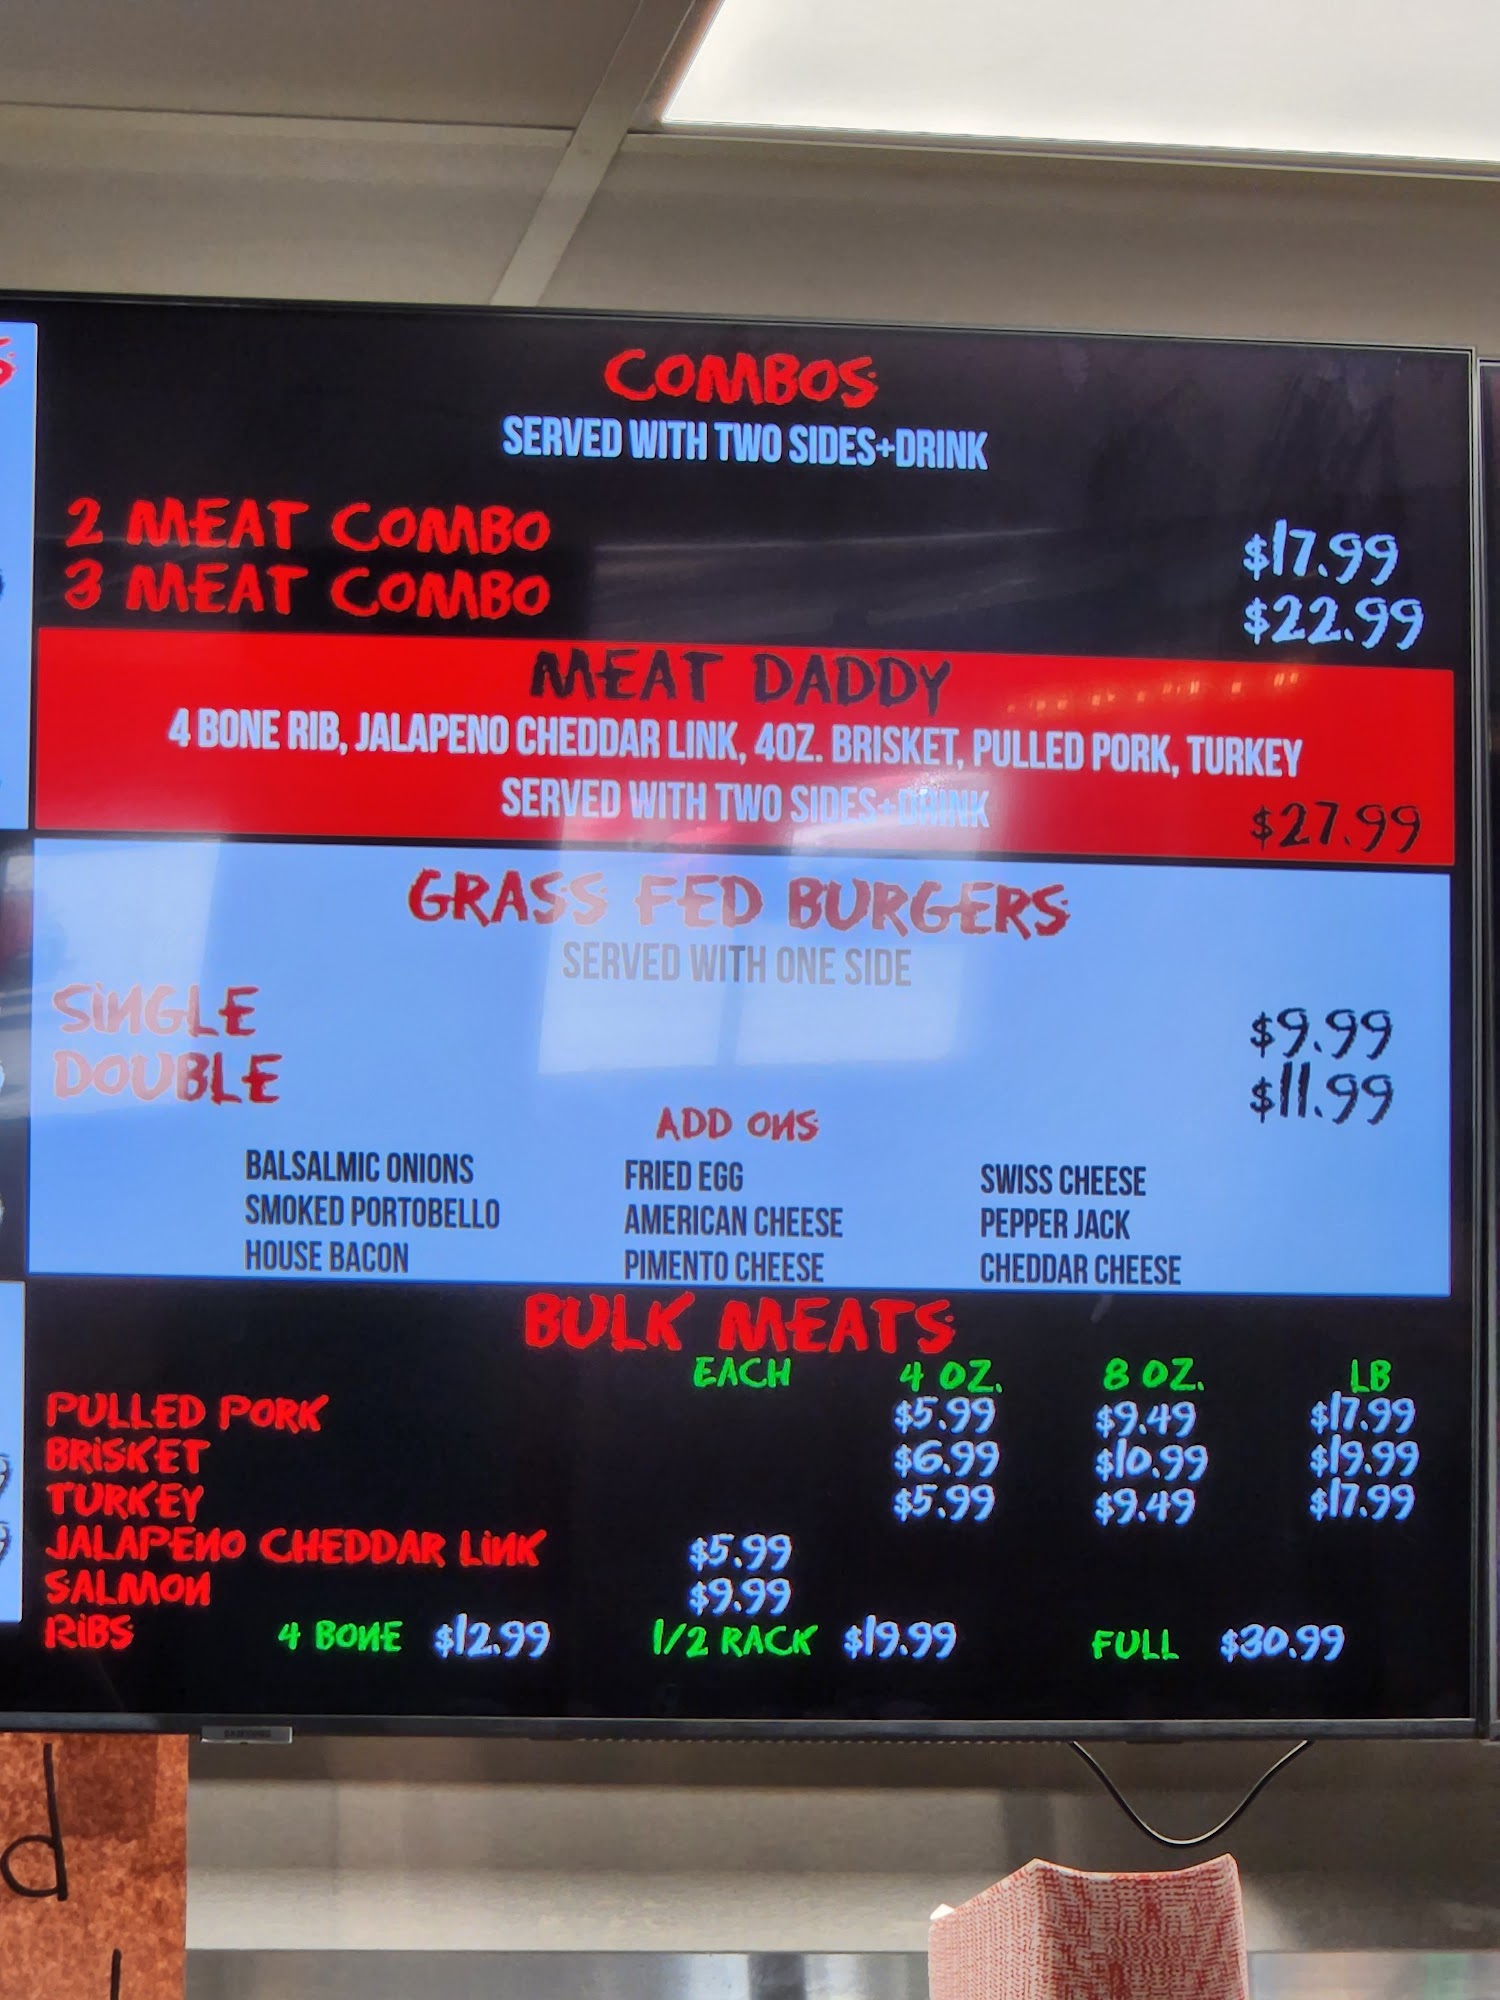 COMBOS
SERVED WITH TWO SIDES+DRINK
2 MEAT COMBO $17.99
3 MEAT COMBO $22.99
MEAT DADDY
4 BONE RIB, JALAPENO CHEDDAR LINK, 4OZ. BRISKET, PULLED PORK, TURKEY
SERVED WITH TWO SIDES+DRINK
$27.99
GRASS FED BURGERS
SERVED WITH ONE SIDE
SINGLE $9.99
DOUBLE $11.99
ADD ONS
BALSALMIC ONIONS FRIED EGG SWISS CHEESE
SMOKED PORTOBELLO AMERICAN CHEESE PEPPER JACK
HOUSE BACON PIMENTO CHEESE CHEDDAR CHEESE
BULK MEATS
EACH 4 OZ. 8 OZ. LB
PULLED PORK $5.99 $9.49 $17.99
BRISKET $6.99 $10.99 $19.99
TURKEY $5.99 $9.49 $17.99
JALAPENO CHEDDAR LINK $5.99
SALMON $9.99
RIBS 4 BONE $12.99 1/2 RACK $19.99 FULL $30.99
SAMSUNG
d